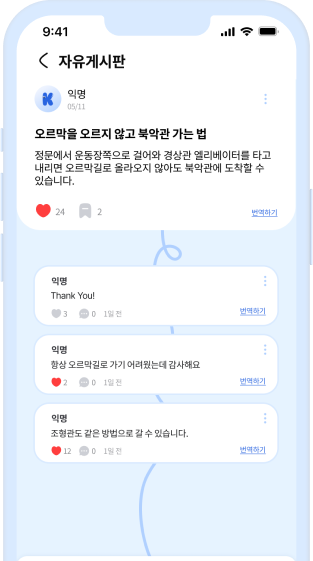 9:41
자유게시판
익명
05/11
오르막을 오르지 않고 북악관 가는 법
정문에서 운동장쪽으로 걸어와 경상관 엘리베이터를 타고
내리면 오르막길로 올라오지 않아도 북악관에 도착할 수
있습니다.
24 2 번역하기
익명
Thank You!
3 0 1일 전 번역하기
익명
항상 오르막길로 가기 어려웠는데 감사해요
2 0 1일 전 번역하기
익명
조형관도 같은 방법으로 갈 수 있습니다.
12 0 1일 전 번역하기